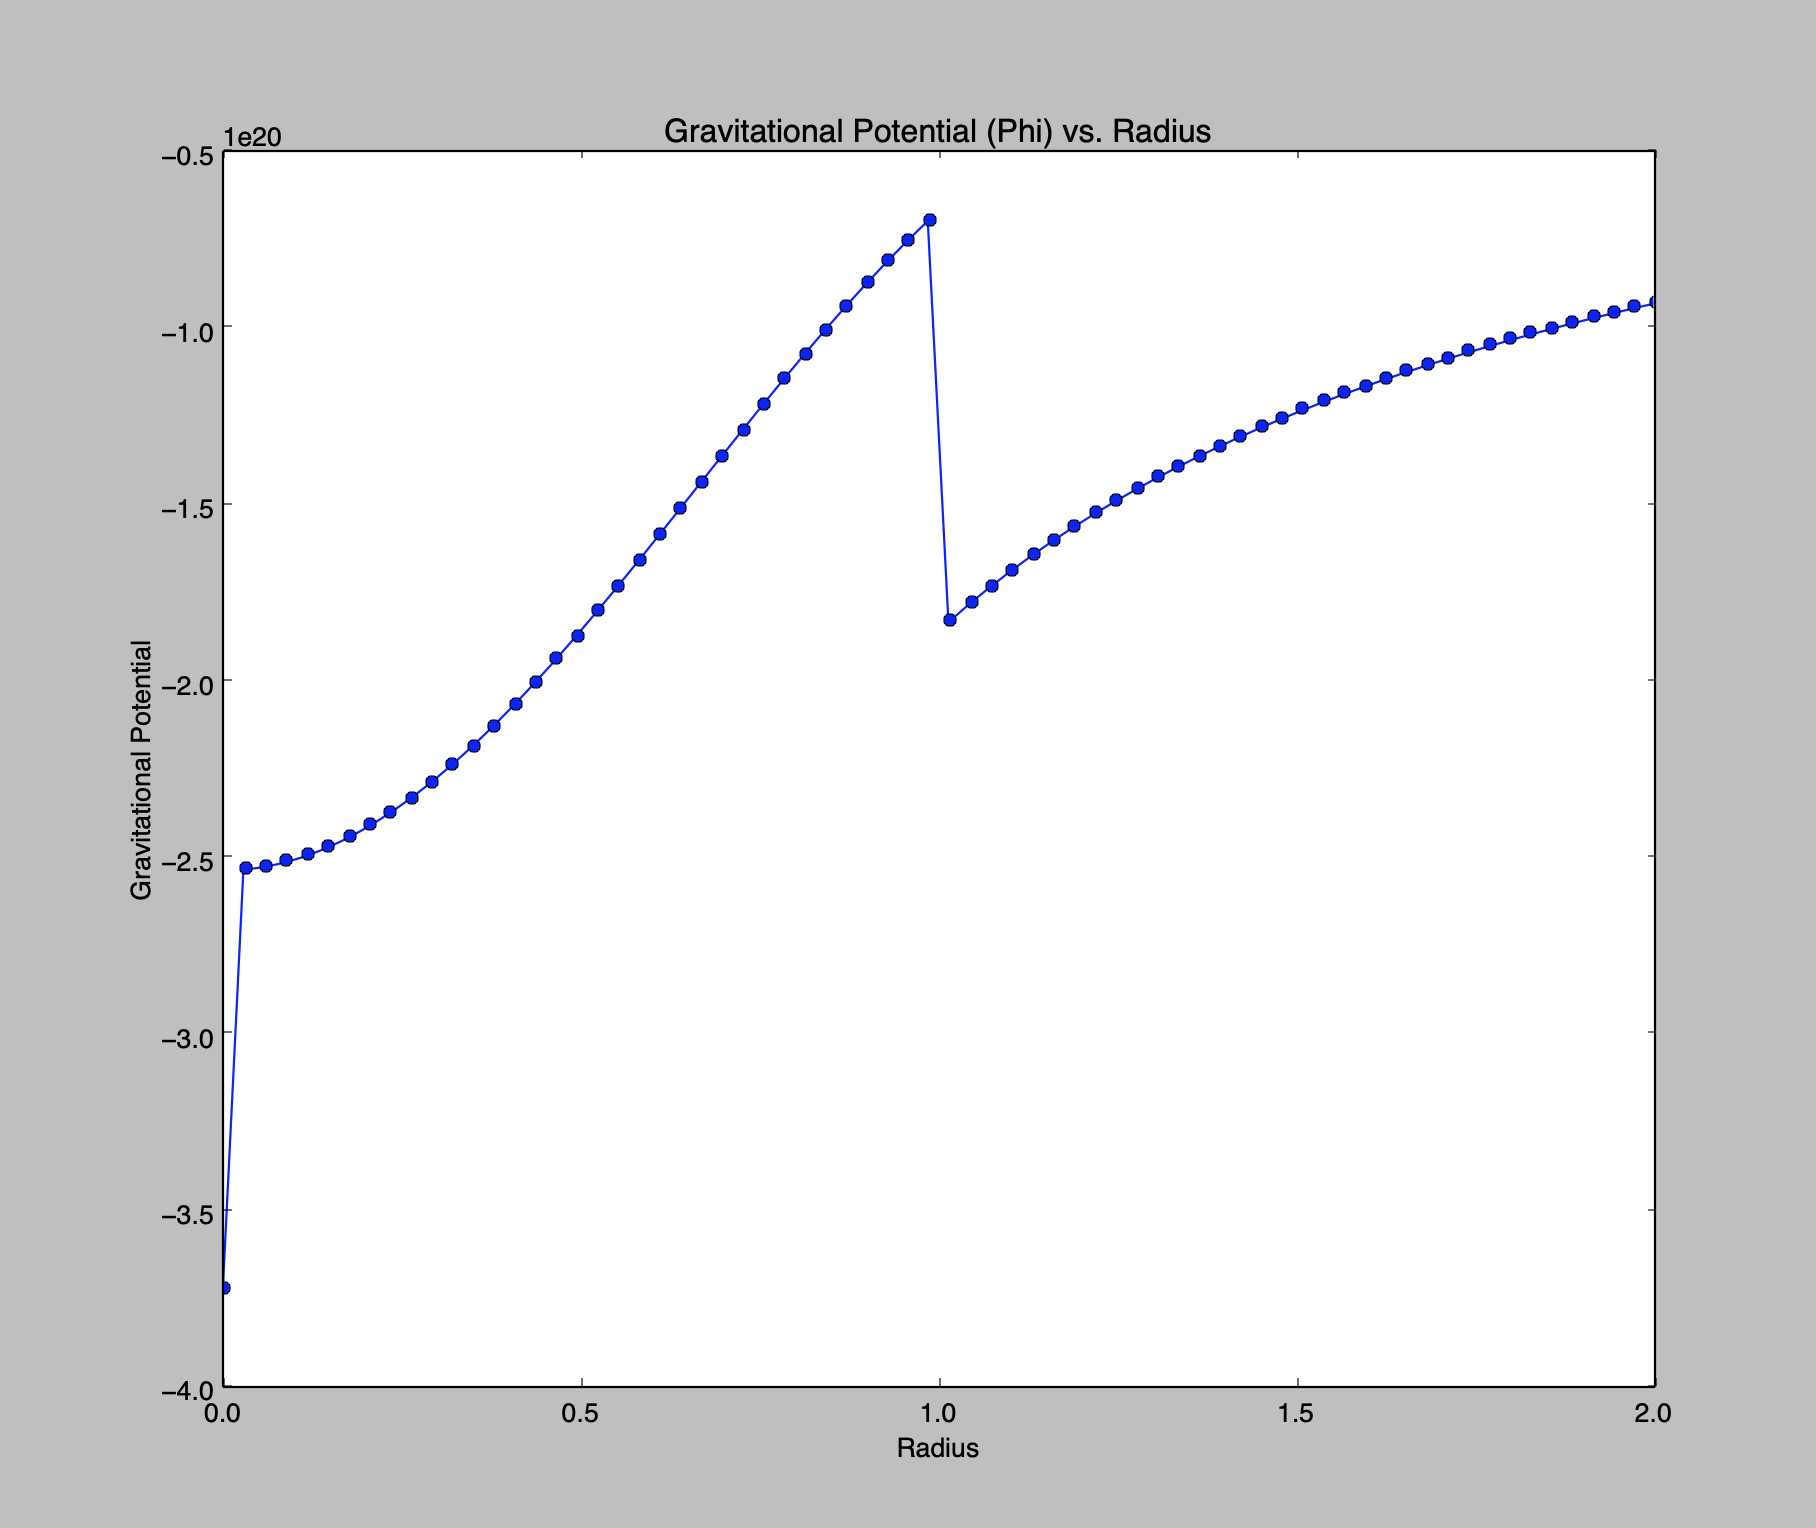 Gravitational Potential (Phi) vs. Radius
1e20
−0.5
−1.0
−1.5
−2.0
−2.5
−3.0
−3.5
−4.0
Gravitational Potential
0.0 0.5 1.0 1.5 2.0
Radius